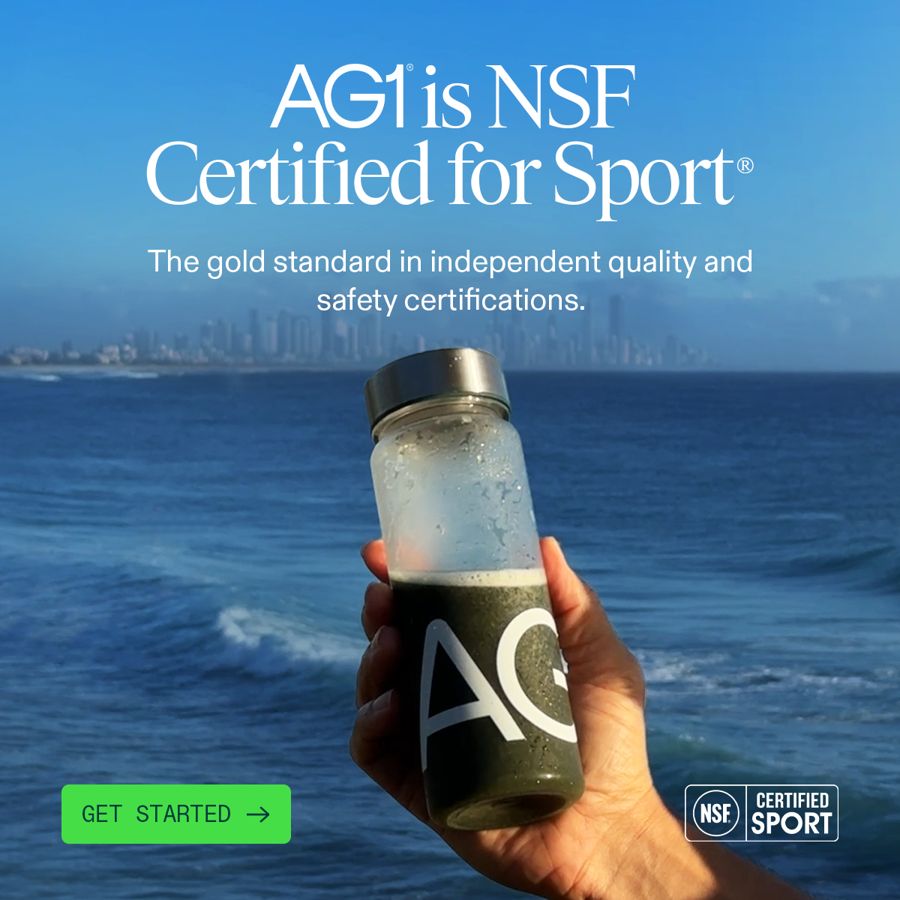 AG1® is NSF
Certified for Sport®
The gold standard in independent quality and
safety certifications.
AG
GET STARTED →
NSF.
CERTIFIED
SPORT